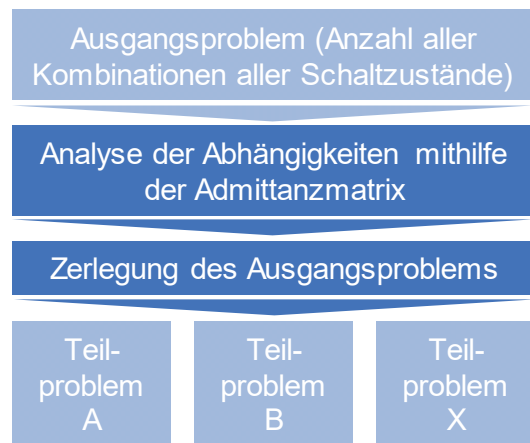 Ausgangsproblem (Anzahl aller
Kombinationen aller Schaltzustände)
Analyse der Abhängigkeiten mithilfe
der Admittanzmatrix
Zerlegung des Ausgangsproblems
Teil-
problem
A
Teil-
problem
B
Teil-
problem
X